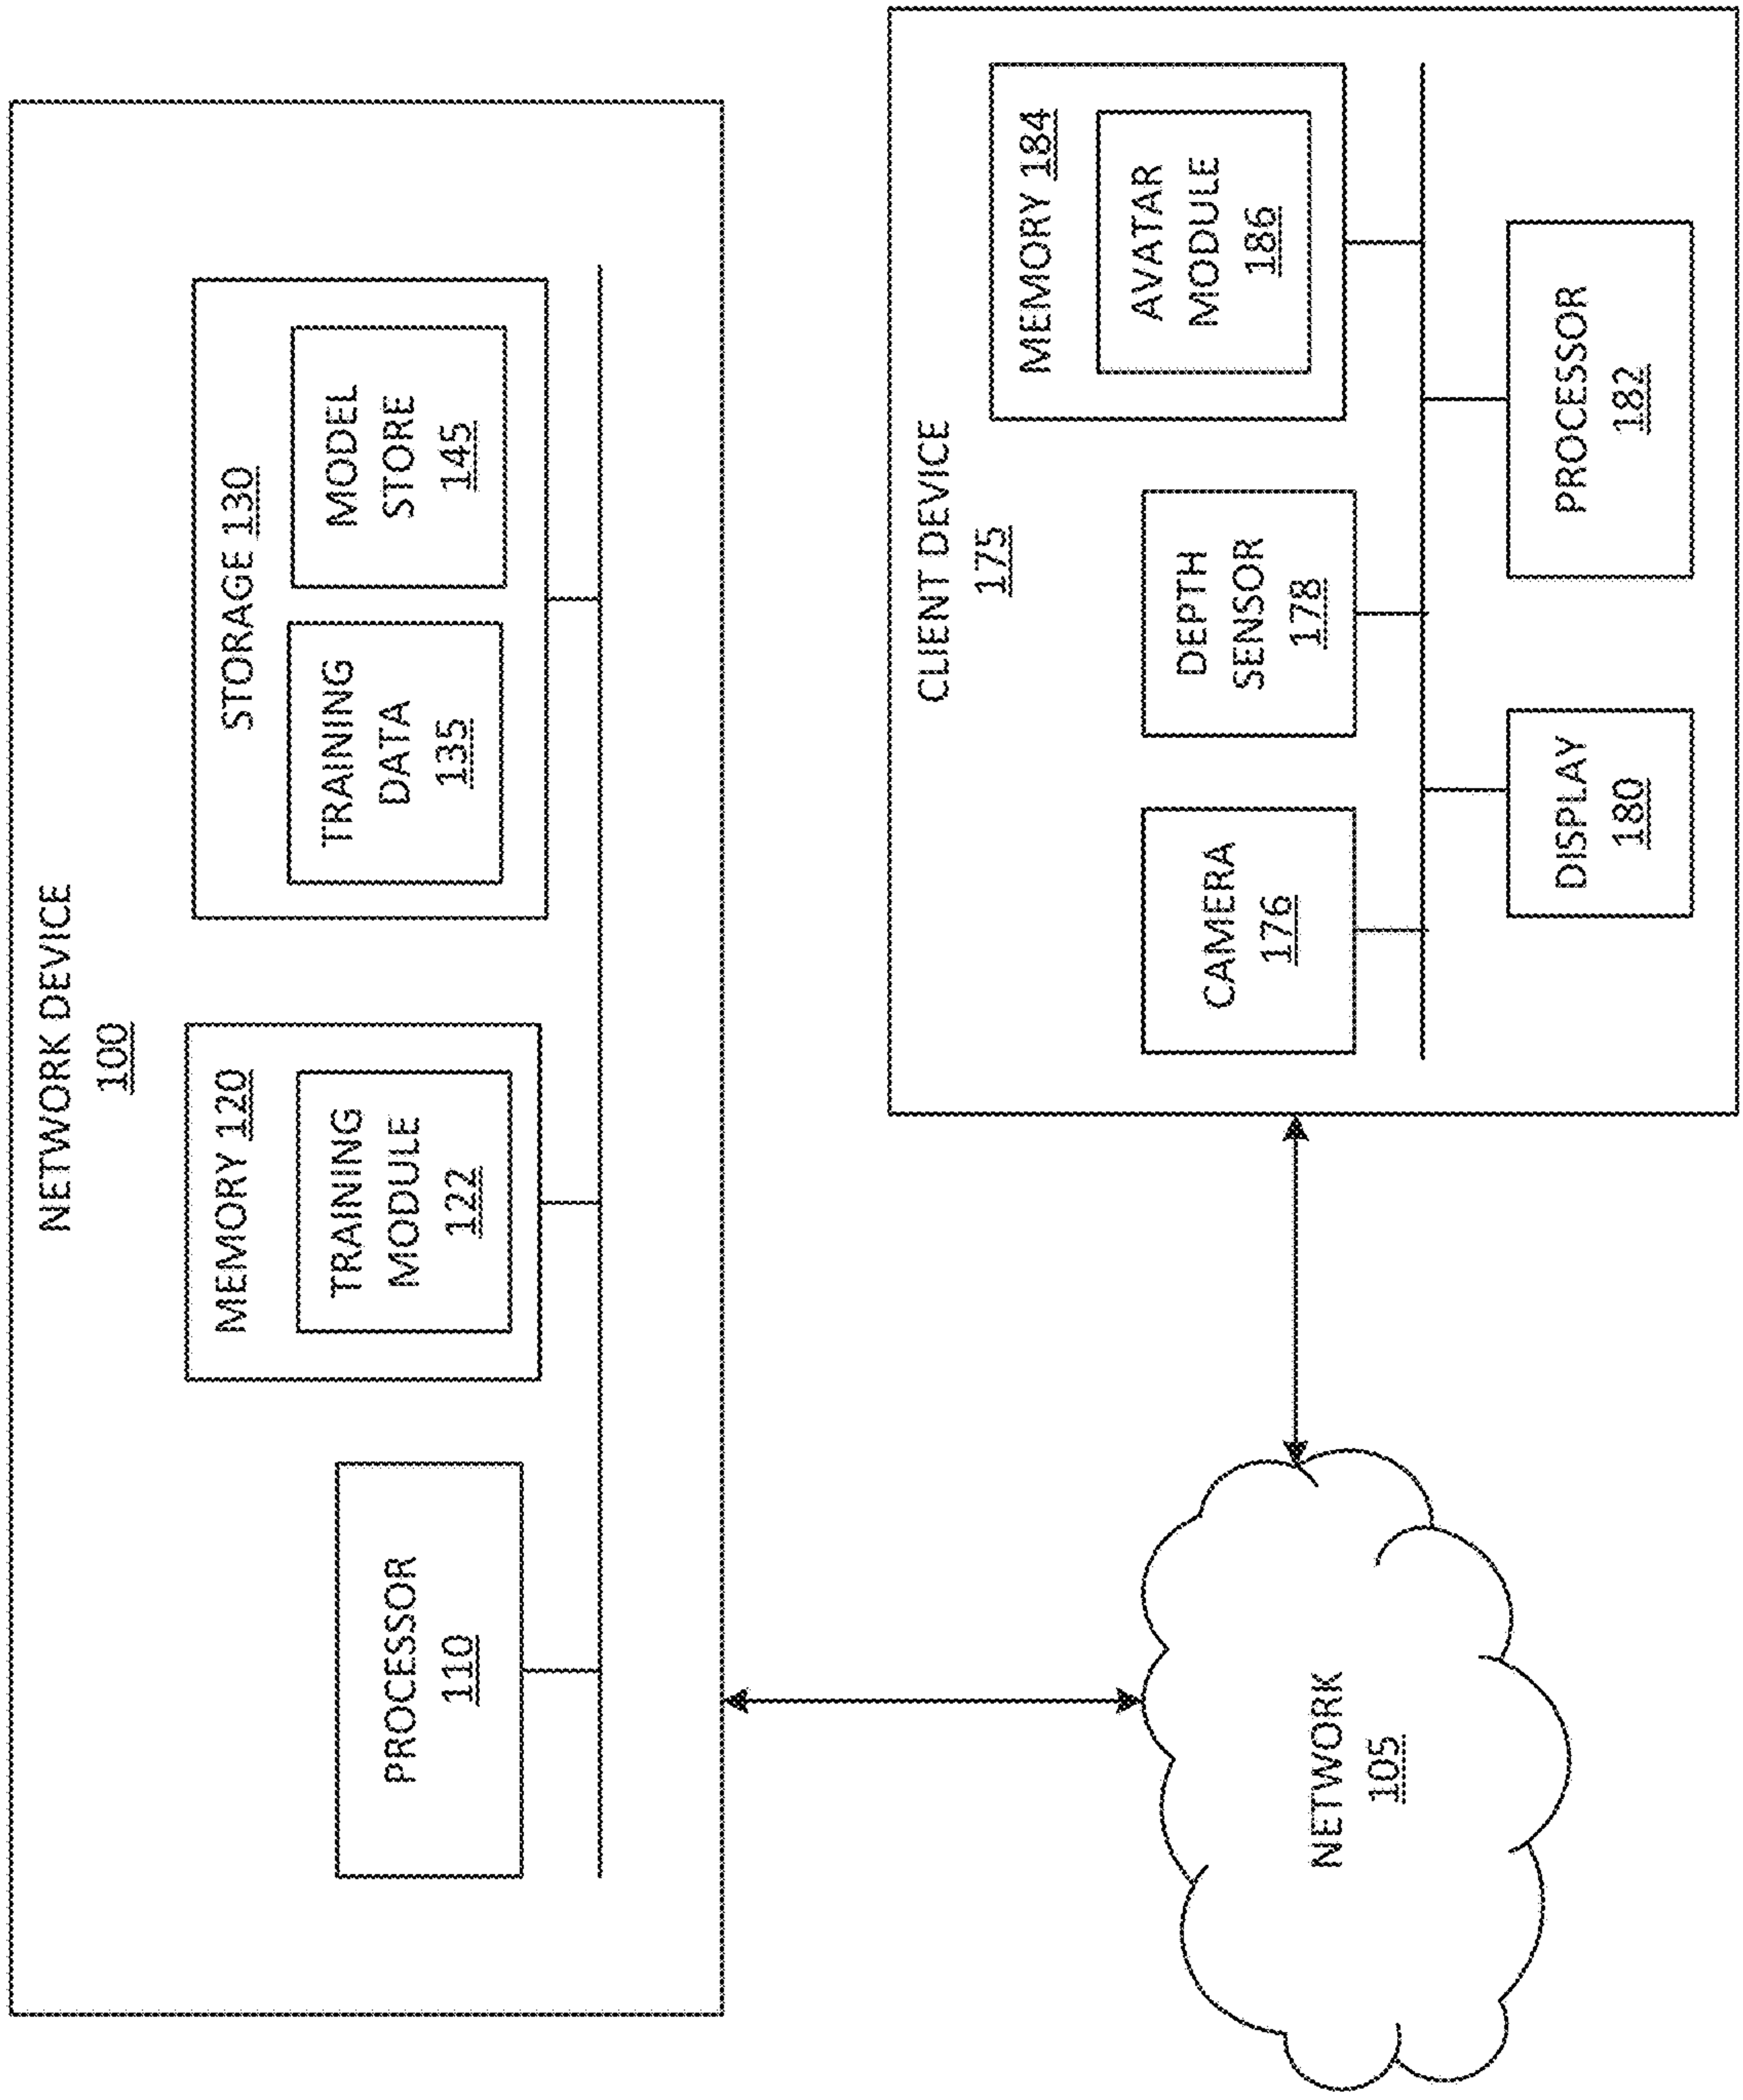 NETWORK DEVICE
100
PROCESSOR
110
MEMORY 120
TRAINING
MODULE
122
STORAGE 130
TRAINING
DATA
135
MODEL
STORE
145
NETWORK
105
CLIENT DEVICE
175
CAMERA
176
DEPTH
SENSOR
178
MEMORY 184
AVATAR
MODULE
186
DISPLAY
180
PROCESSOR
182